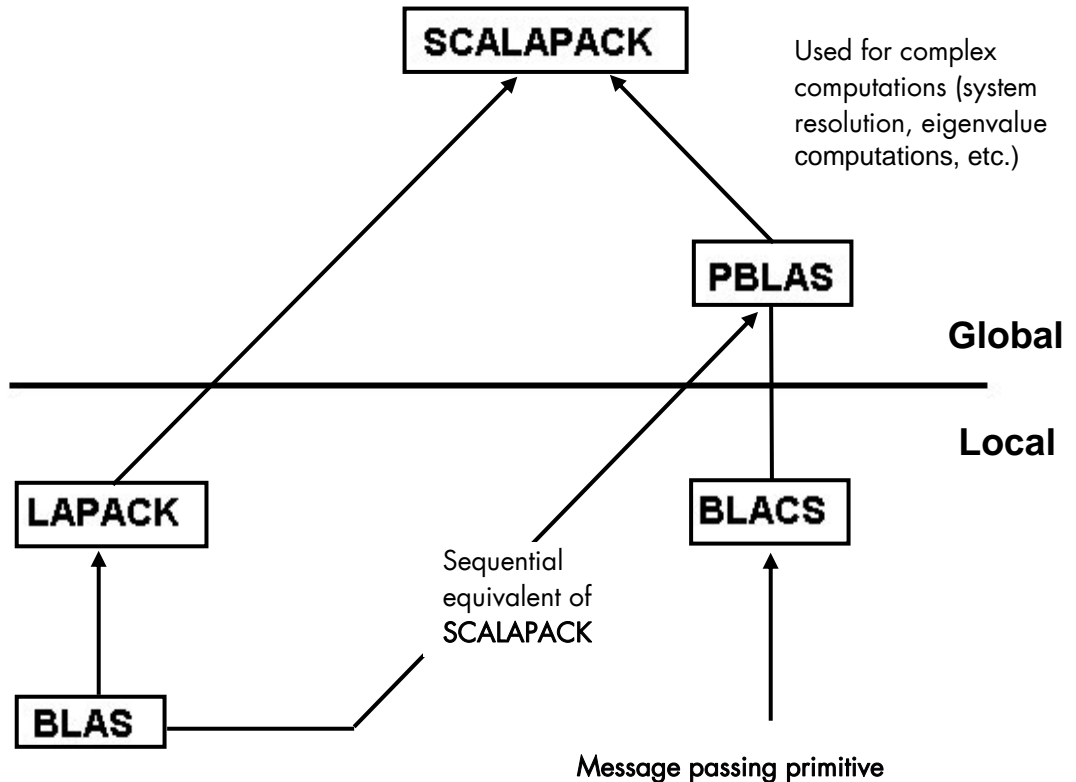 SCALAPACK
Used for complex
computations (system
resolution, eigenvalue
computations, etc.)
PBLAS
Global
Local
LAPACK
BLACS
Sequential
equivalent of
SCALAPACK
BLAS
Message passing primitive